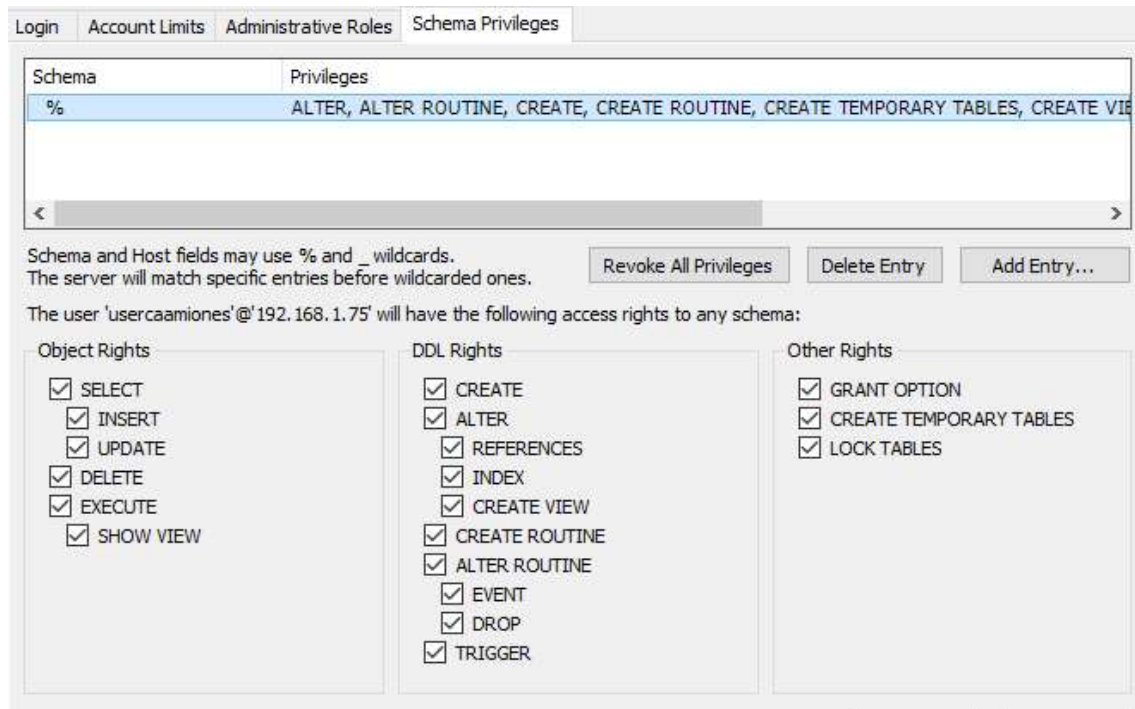 Login Account Limits Administrative Roles Schema Privileges
Schema Privileges
% ALTER, ALTER ROUTINE, CREATE, CREATE ROUTINE, CREATE TEMPORARY TABLES, CREATE VIE
Schema and Host fields may use % and _ wildcards.
The server will match specific entries before wildcarded ones.
Revoke All Privileges Delete Entry Add Entry...
The user 'usercaamiones'@'192.168.1.75' will have the following access rights to any schema:
Object Rights
SELECT
INSERT
UPDATE
DELETE
EXECUTE
SHOW VIEW
DDL Rights
CREATE
ALTER
REFERENCES
INDEX
CREATE VIEW
CREATE ROUTINE
ALTER ROUTINE
EVENT
DROP
TRIGGER
Other Rights
GRANT OPTION
CREATE TEMPORARY TABLES
LOCK TABLES